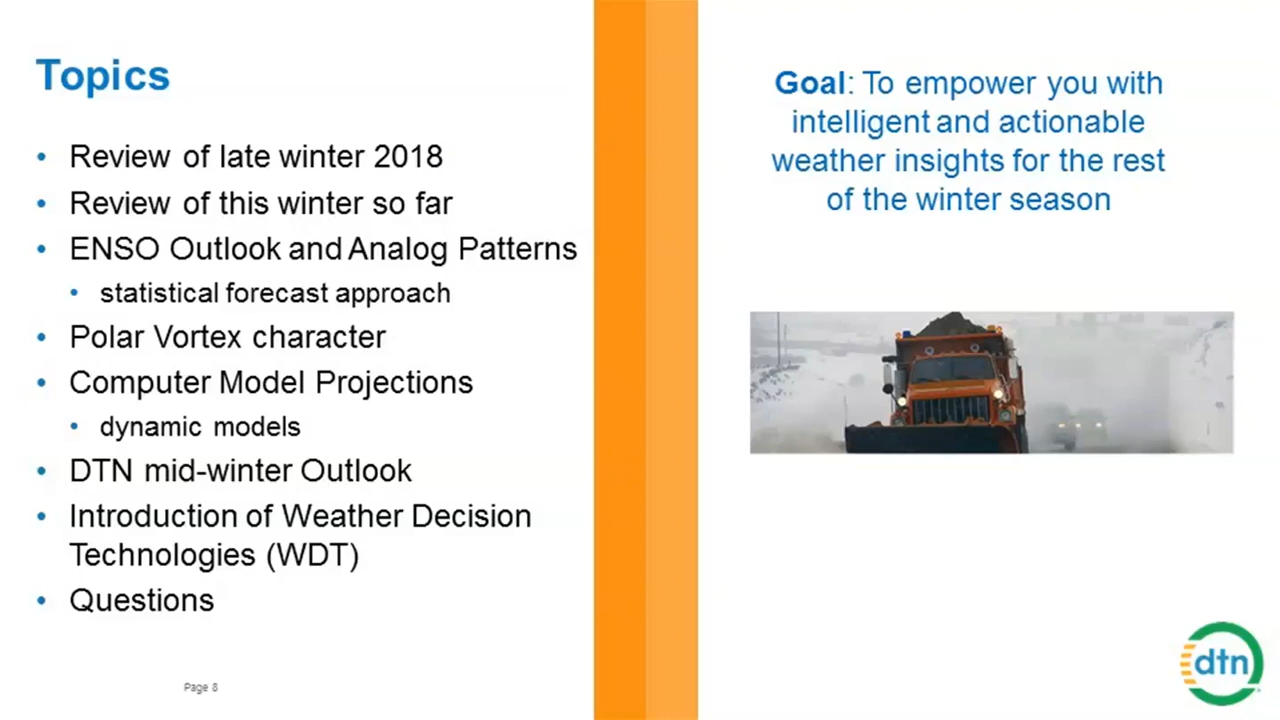 Topics
• Review of late winter 2018
• Review of this winter so far
• ENSO Outlook and Analog Patterns
• statistical forecast approach
• Polar Vortex character
• Computer Model Projections
• dynamic models
• DTN mid-winter Outlook
• Introduction of Weather Decision
Technologies (WDT)
• Questions
Page 8
Goal: To empower you with
intelligent and actionable
weather insights for the rest
of the winter season
dtn